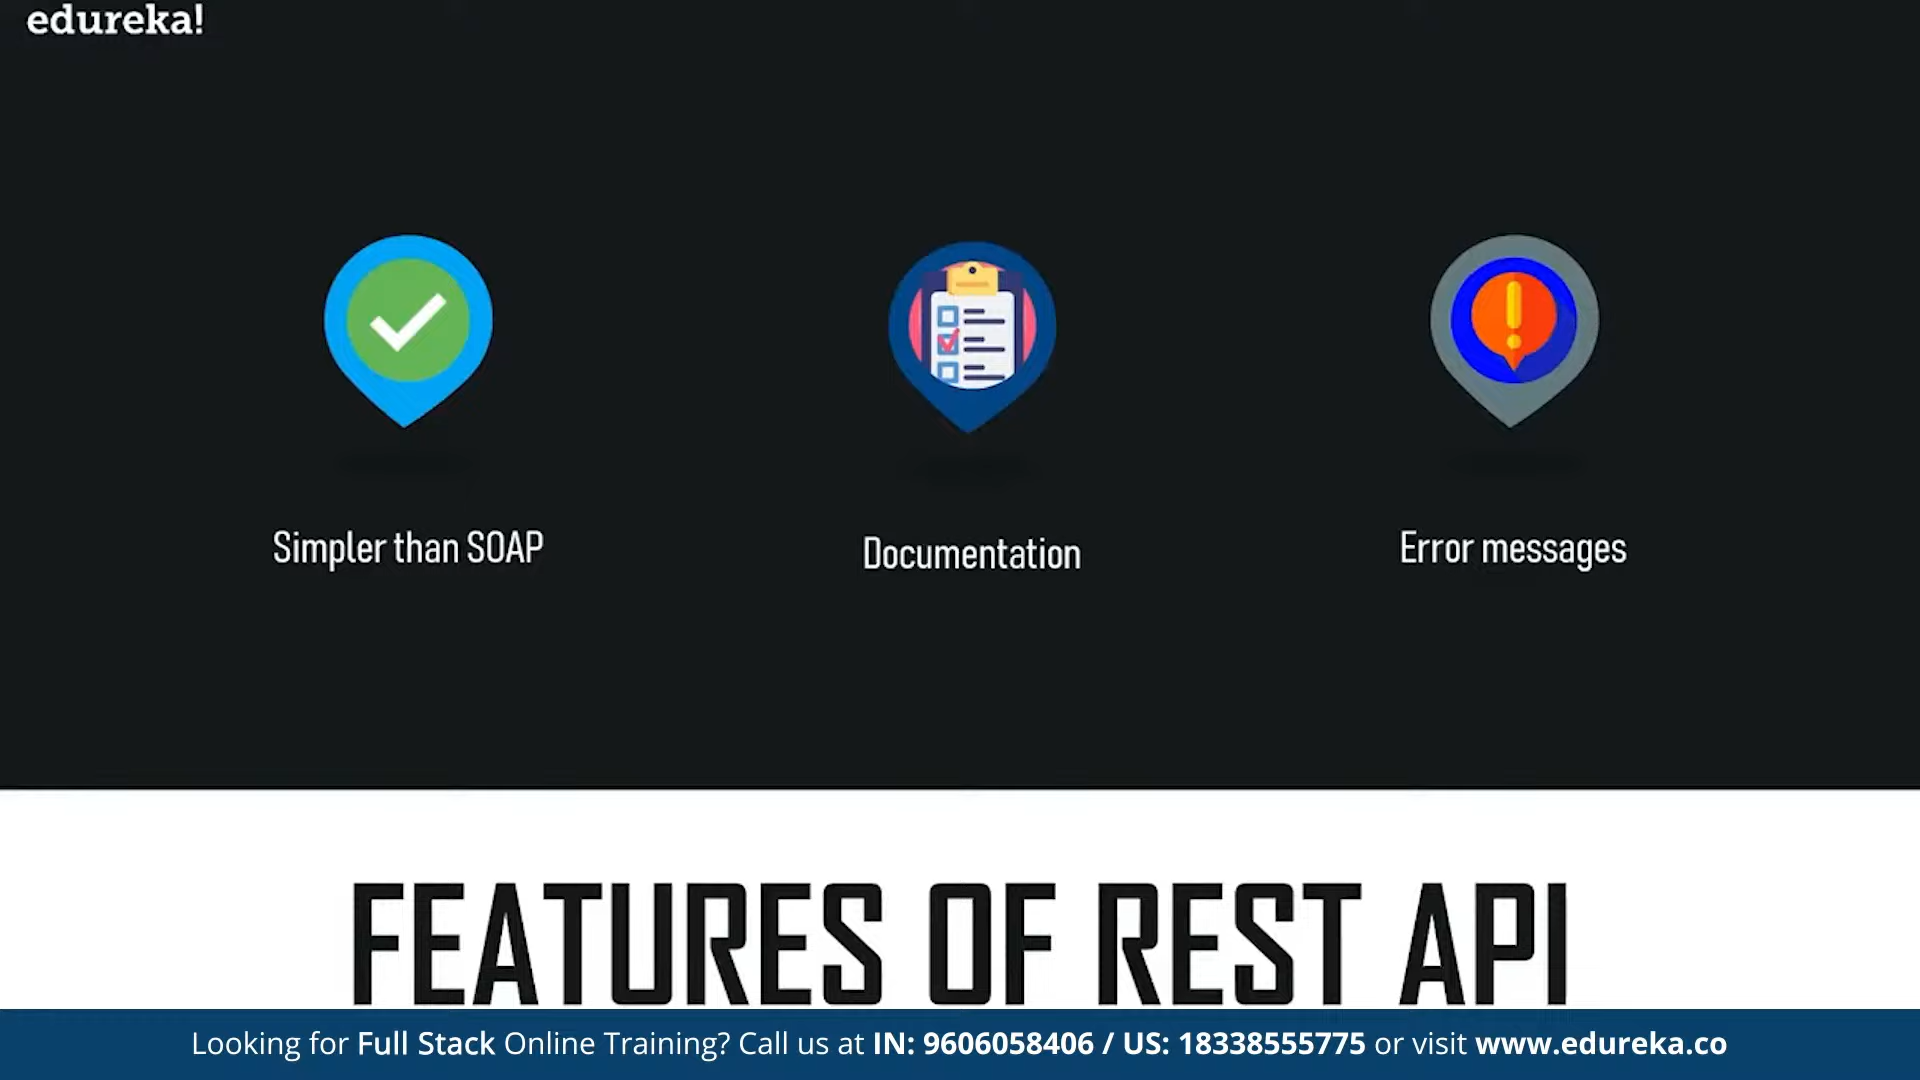 edureka!
Simpler than SOAP
Documentation
Error messages
FEATURES OF REST API
Looking for Full Stack Online Training? Call us at IN: 9606058406 / US: 18338555775 or visit www.edureka.co